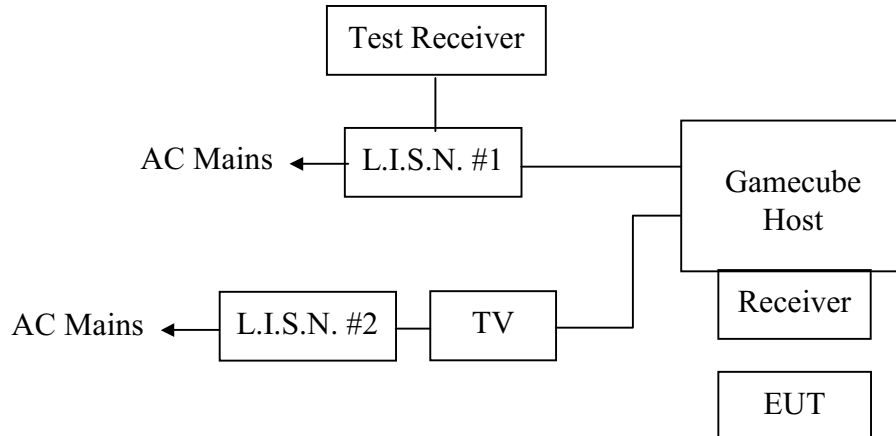 Test Receiver
AC Mains
L.I.S.N. #1
Gamecube
Host
Receiver
AC Mains
L.I.S.N. #2
TV
EUT